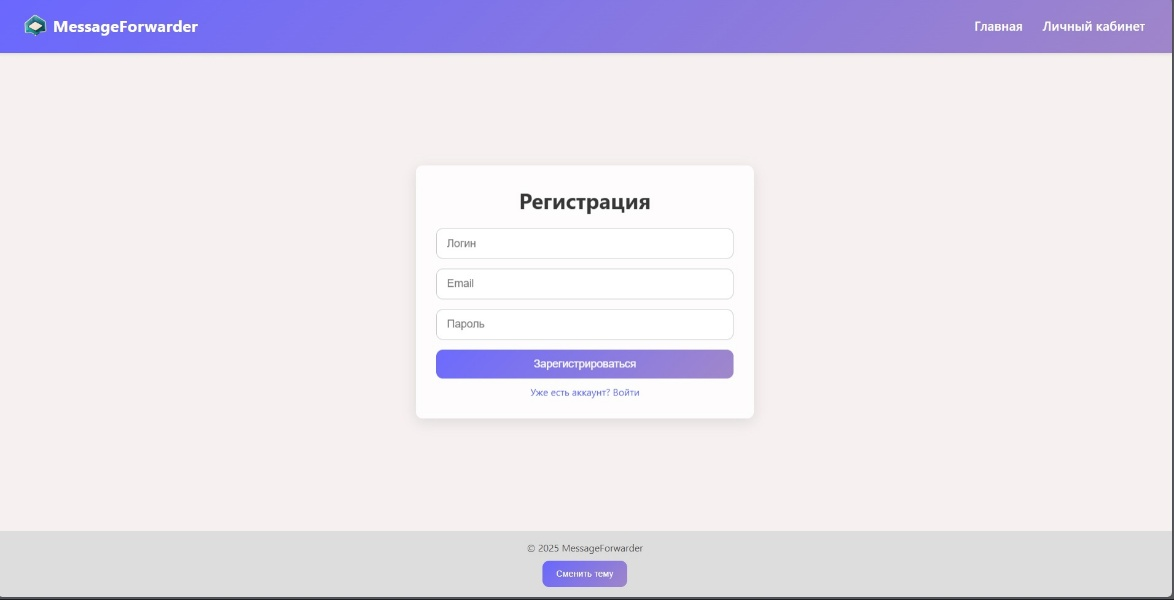 MessageForwarder
Главная
Личный кабинет
Регистрация
Логин
Email
Пароль
Зарегистрироваться
Уже есть аккаунт? Войти
© 2025 MessageForwarder
Сменить тему